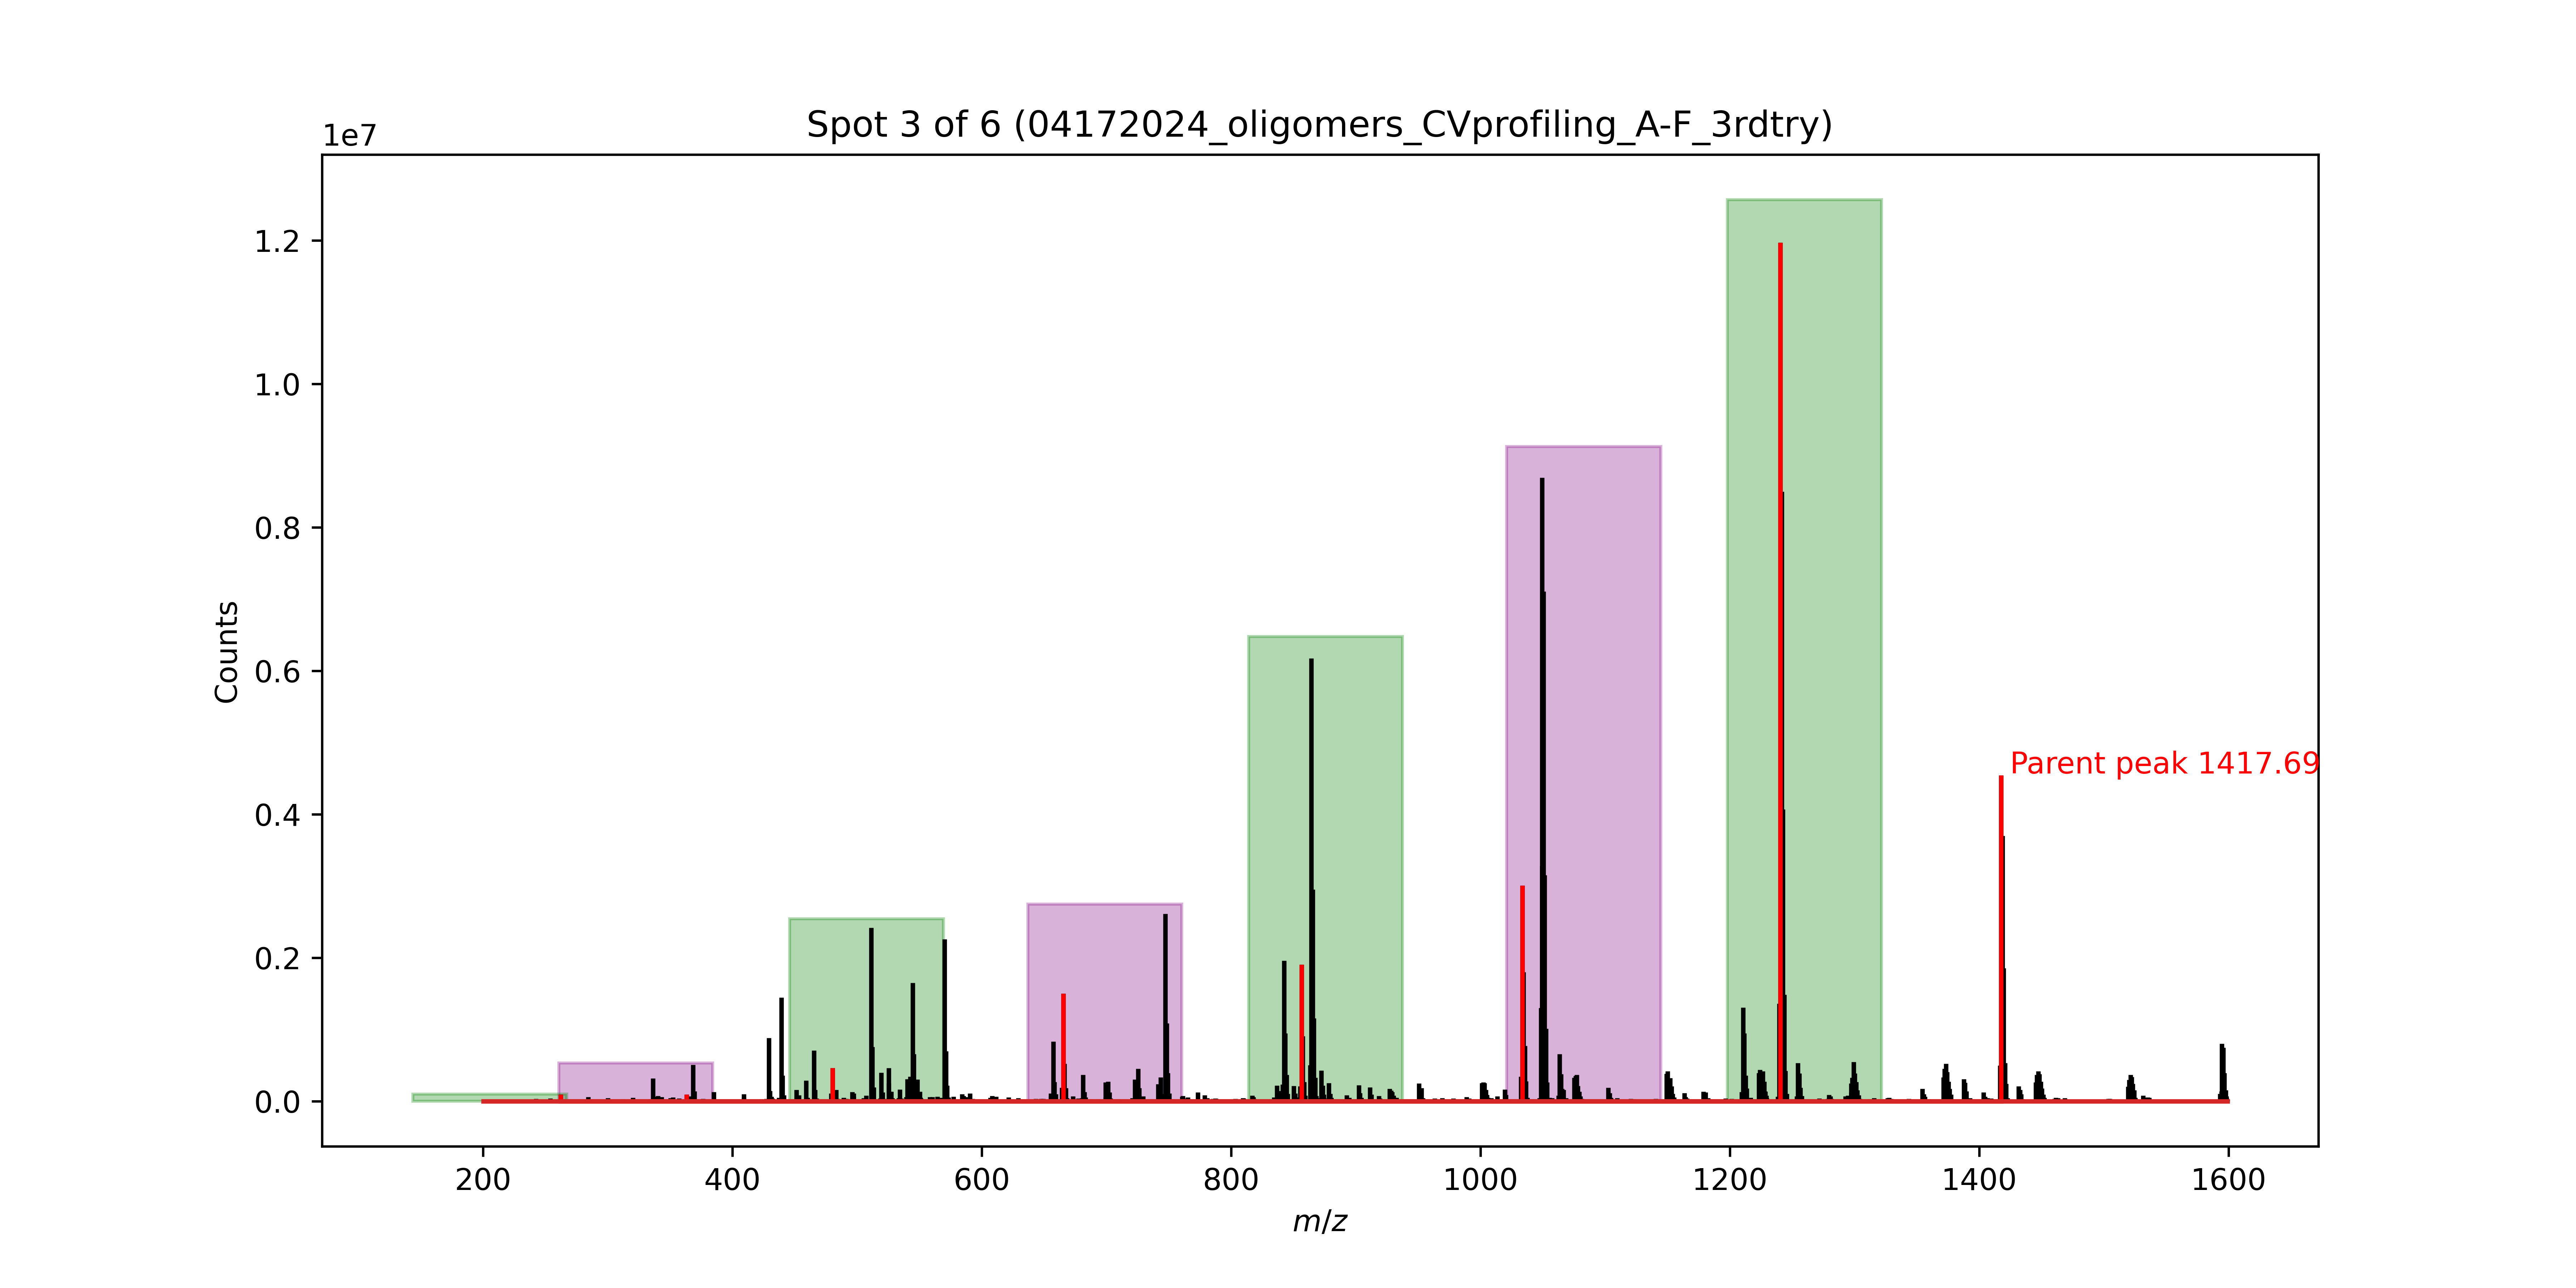 Spot 3 of 6 (04172024_oligomers_CVprofiling_A-F_3rdtry)
1e7
1.2
1.0
0.8
0.6
0.4
0.2
0.0
Counts
Parent peak 1417.69
200 400 600 800 1000 1200 1400 1600
m/z